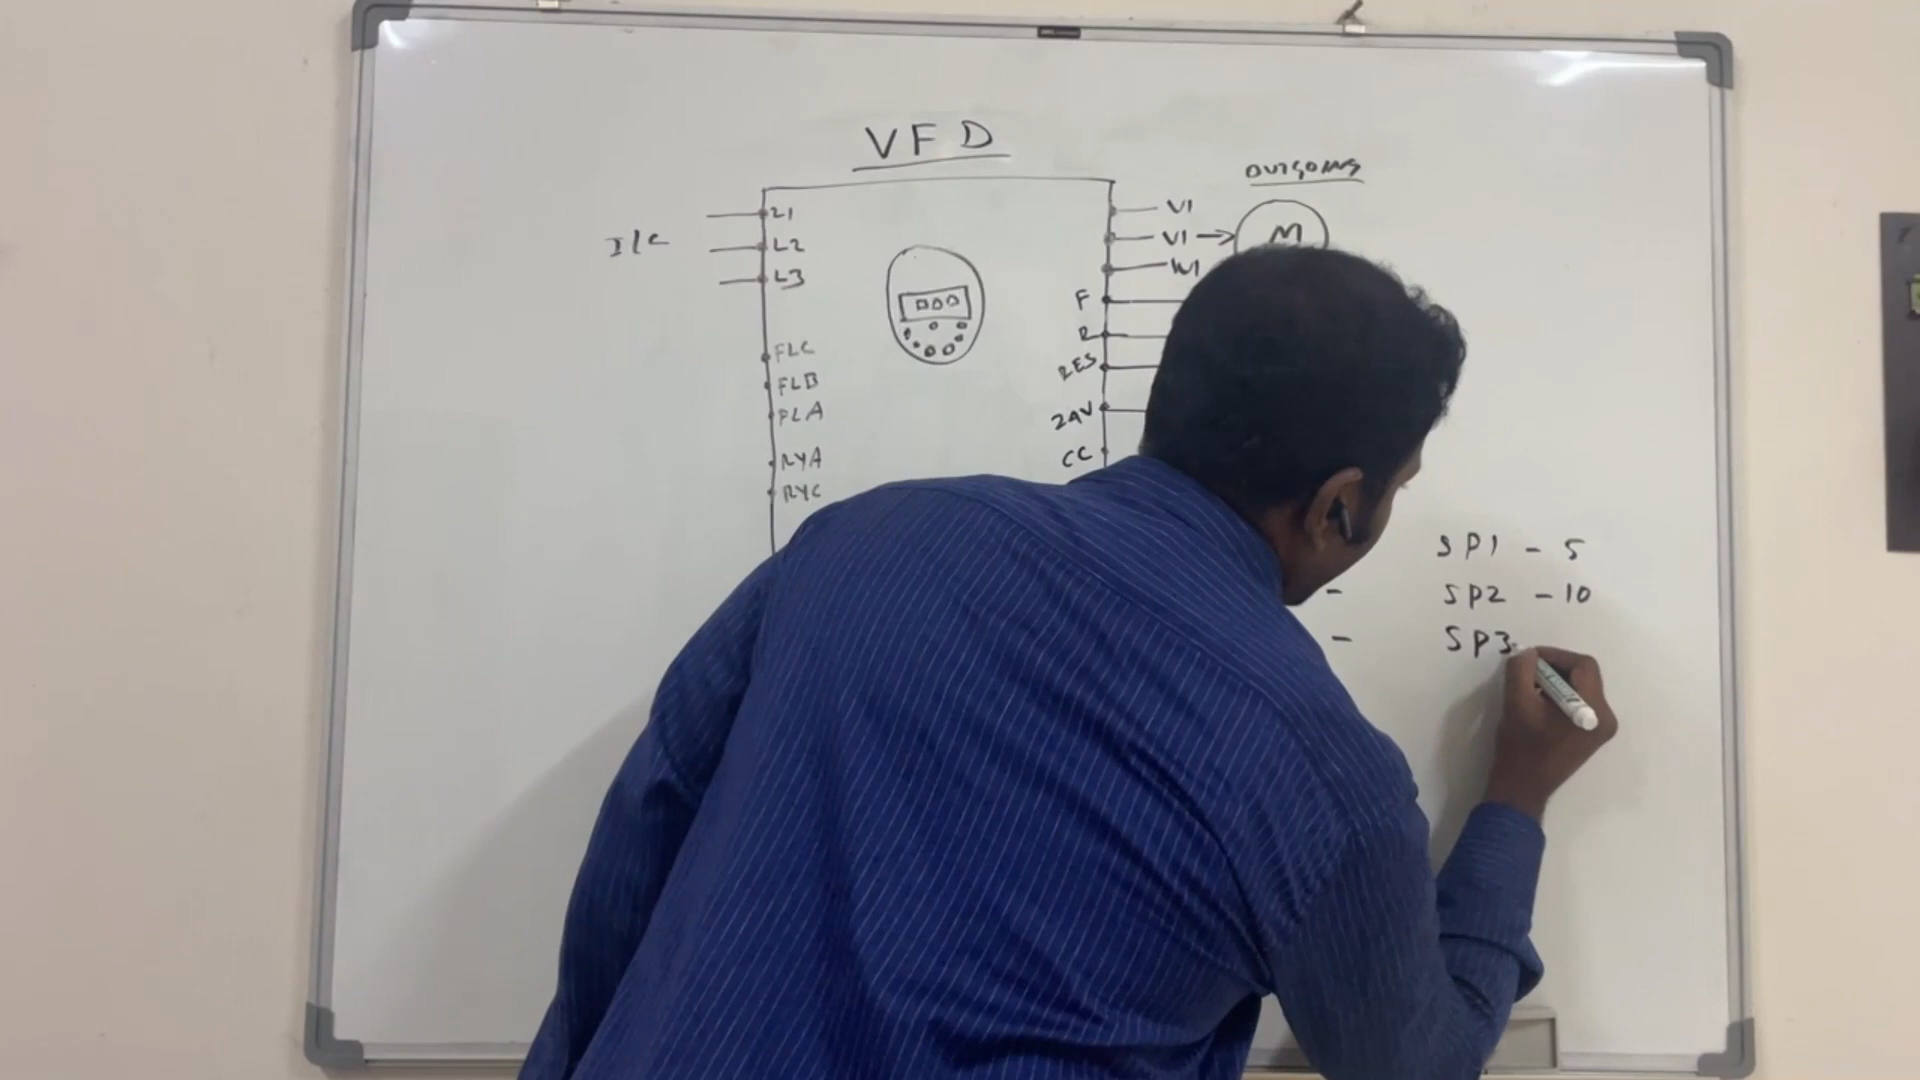 VFD
OUTGOING
L1
L2
L3
I/C
FLC
FLB
FLA
RYA
RYC
V1
V1
W1
M
F
R
RES
24V
CC
SP1 - 5
- SP2 - 10
- SP3